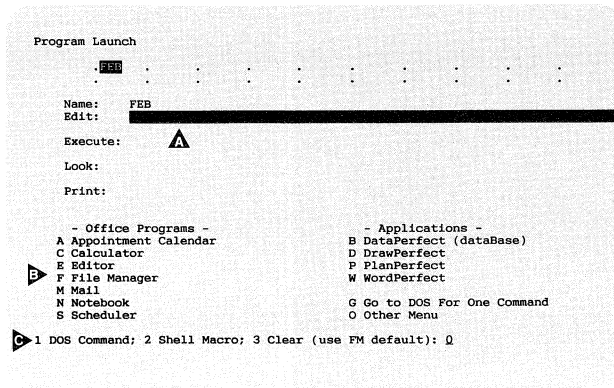 Program Launch
.FEB . . . . . . . . .
. . . . . . . . . .
Name: FEB
Edit:
Execute:
A
Look:
Print:
- Office Programs - - Applications -
A Appointment Calendar B DataPerfect (dataBase)
C Calculator D DrawPerfect
E Editor P PlanPerfect
B F File Manager W WordPerfect
M Mail
N Notebook G Go to DOS For One Command
S Scheduler O Other Menu
C 1 DOS Command; 2 Shell Macro; 3 Clear (use FM default): 0